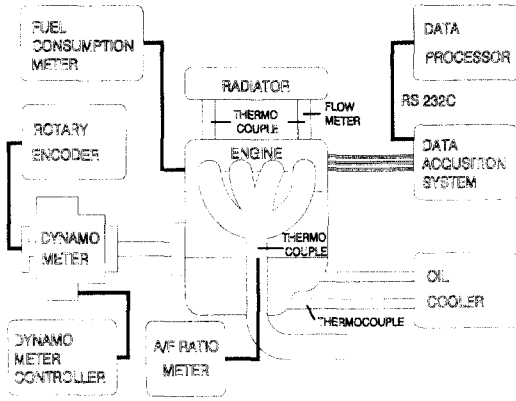 FUEL
CONSUMPTION
METER
RADIATOR
THERMO
COUPLE
FLOW
METER
DATA
PROCESSOR
RS 232C
ROTARY
ENCODER
ENGINE
DATA
ACQUSITION
SYSTEM
DYNAMO
METER
THERMO
COUPLE
OIL
COOLER
THERMOCOUPLE
DYNAMO
METER
CONTROLLER
A/F RATIO
METER